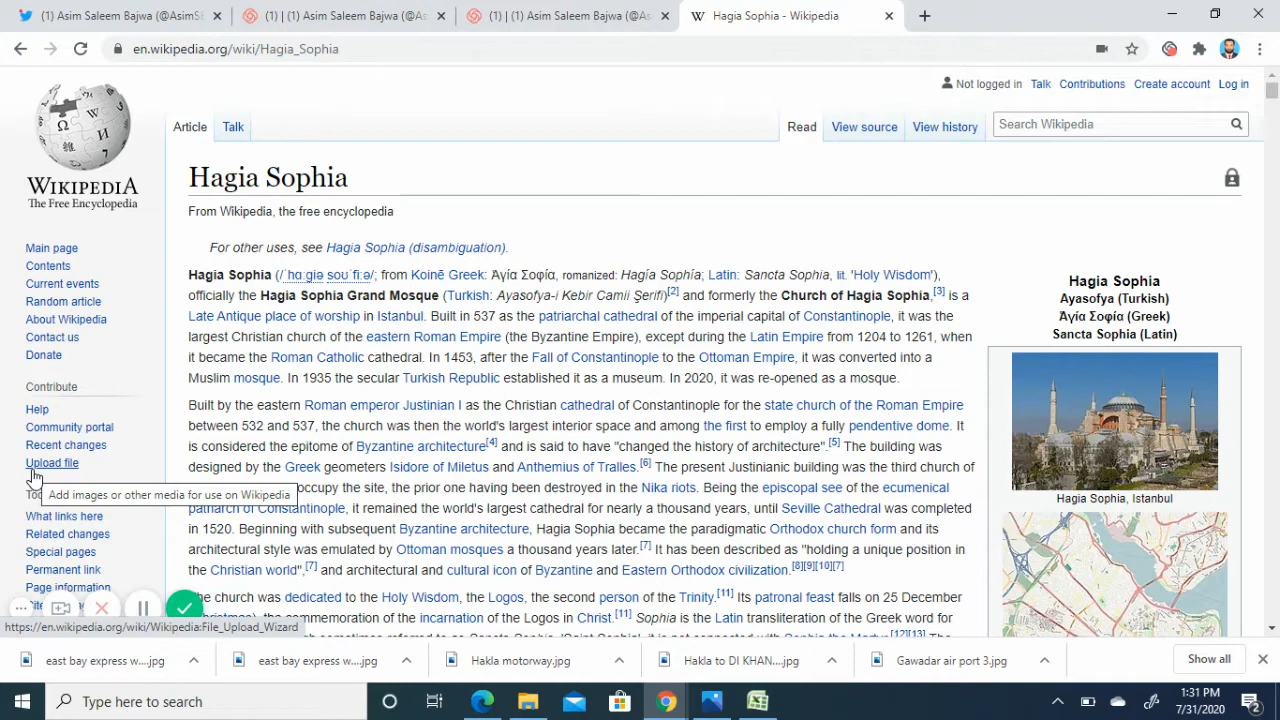 (1) Asim Saleem Bajwa (@AsimS
(1) | Asim Saleem Bajwa (@As
(1) | Asim Saleem Bajwa (@As
Hagia Sophia - Wikipedia
en.wikipedia.org/wiki/Hagia_Sophia
Not logged in Talk Contributions Create account Log in
WIKIPEDIA
The Free Encyclopedia
Article Talk
Read View source View history
Search Wikipedia
Hagia Sophia
From Wikipedia, the free encyclopedia
For other uses, see Hagia Sophia (disambiguation).
Main page
Contents
Current events
Random article
About Wikipedia
Contact us
Donate
Contribute
Help
Community portal
Recent changes
Upload file
Add images or other media for use on Wikipedia
What links here
Related changes
Special pages
Permanent link
Page information
Hagia Sophia (/ˈhɑːɡiə soʊˈfiːə/; from Koinē Greek: Ἁγία Σοφία, romanized: Hagía Sophía; Latin: Sancta Sophia, lit. 'Holy Wisdom'),
officially the Hagia Sophia Grand Mosque (Turkish: Ayasofya-i Kebir Camii Şerifi)[2] and formerly the Church of Hagia Sophia,[3] is a
Late Antique place of worship in Istanbul. Built in 537 as the patriarchal cathedral of the imperial capital of Constantinople, it was the
largest Christian church of the eastern Roman Empire (the Byzantine Empire), except during the Latin Empire from 1204 to 1261, when
it became the Roman Catholic cathedral. In 1453, after the Fall of Constantinople to the Ottoman Empire, it was converted into a
Muslim mosque. In 1935 the secular Turkish Republic established it as a museum. In 2020, it was re-opened as a mosque.
Built by the eastern Roman emperor Justinian I as the Christian cathedral of Constantinople for the state church of the Roman Empire
between 532 and 537, the church was then the world's largest interior space and among the first to employ a fully pendentive dome. It
is considered the epitome of Byzantine architecture[4] and is said to have "changed the history of architecture".[5] The building was
designed by the Greek geometers Isidore of Miletus and Anthemius of Tralles.[6] The present Justinianic building was the third church of
occupy the site, the prior one having been destroyed in the Nika riots. Being the episcopal see of the ecumenical
patriarch of Constantinople, it remained the world's largest cathedral for nearly a thousand years, until Seville Cathedral was completed
in 1520. Beginning with subsequent Byzantine architecture, Hagia Sophia became the paradigmatic Orthodox church form and its
architectural style was emulated by Ottoman mosques a thousand years later.[7] It has been described as "holding a unique position in
the Christian world",[7] and architectural and cultural icon of Byzantine and Eastern Orthodox civilization.[8][9][10][7]
The church was dedicated to the Holy Wisdom, the Logos, the second person of the Trinity.[11] Its patronal feast falls on 25 December
(Christmas), the commemoration of the incarnation of the Logos in Christ.[11] Sophia is the Latin transliteration of the Greek word for
Hagia Sophia
Ayasofya (Turkish)
Ἁγία Σοφία (Greek)
Sancta Sophia (Latin)
Hagia Sophia, Istanbul
https://en.wikipedia.org/wiki/Wikipedia:File_Upload_Wizard
east bay express w....jpg
east bay express w....jpg
Hakla motorway.jpg
Hakla to DI KHAN....jpg
Gawadar air port 3.jpg
Show all
Type here to search
1:31 PM
7/31/2020
2